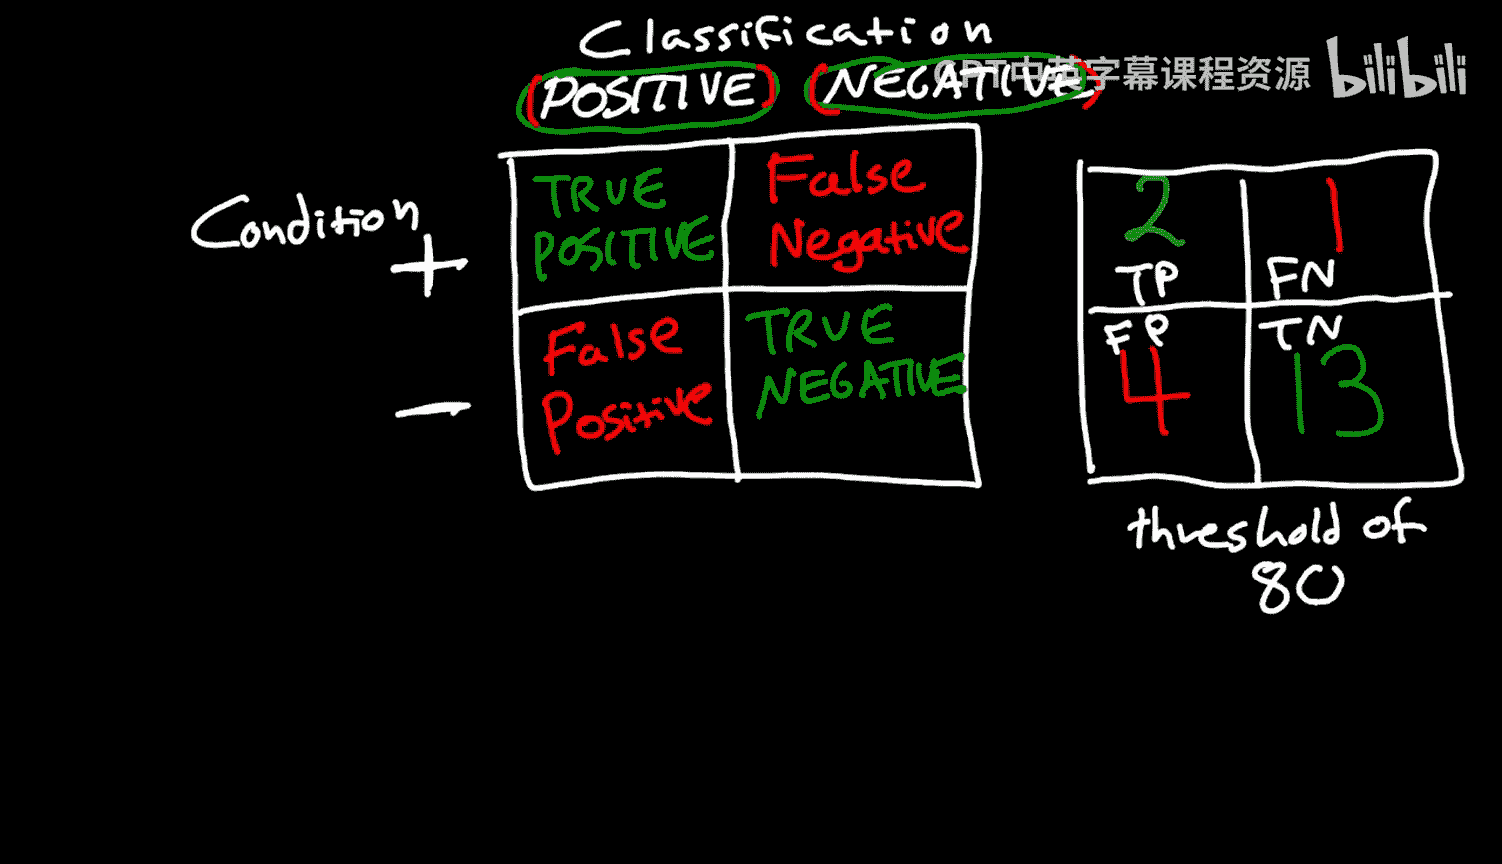 Classification
POSITIVE NEGATIVE
GPT中英字幕课程资源 bilibili
Condition
+
-
TRUE
POSITIVE
False
Negative
False
Positive
TRUE
NEGATIVE
2
TP
1
FN
FP
4
TN
13
threshold of
80